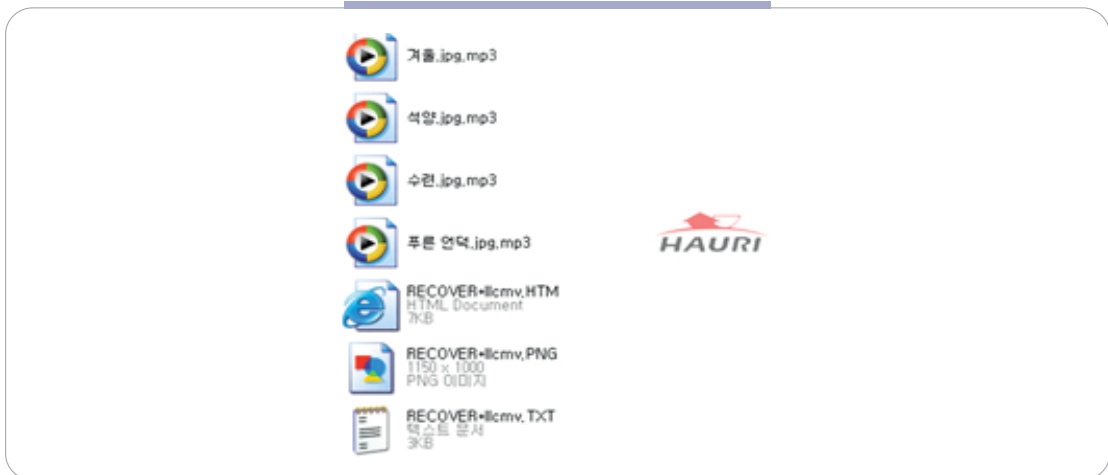 겨울.jpg.mp3
석양.jpg.mp3
수련.jpg.mp3
푸른 언덕.jpg.mp3
HAURI
RECOVER+llcmv.HTM
HTML Document
7KB
RECOVER+llcmv.PNG
1150 x 1000
PNG 이미지
RECOVER+llcmv.TXT
텍스트 문서
3KB